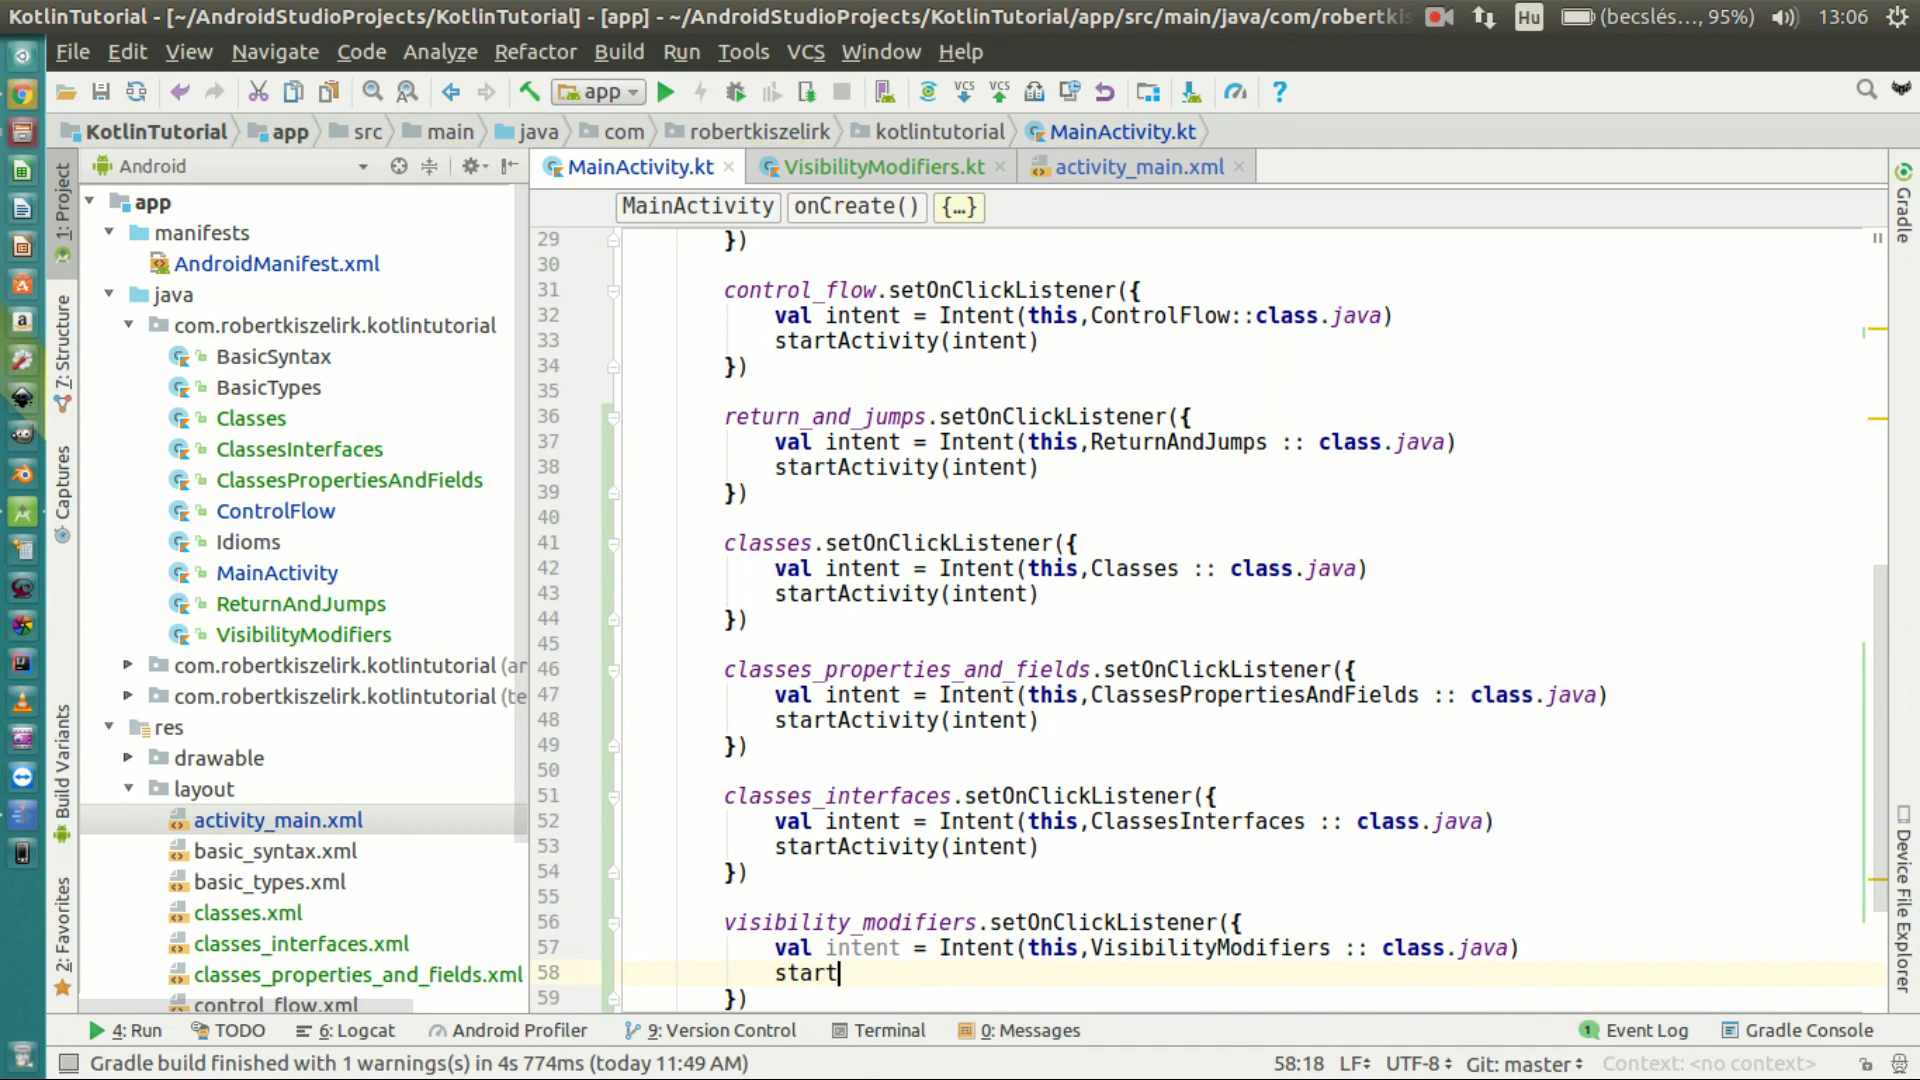 KotlinTutorial - [~/AndroidStudioProjects/KotlinTutorial] - [app] - ~/AndroidStudioProjects/KotlinTutorial/app/src/main/java/com/robertkis
Hu (becslés..., 95%) 13:06
File Edit View Navigate Code Analyze Refactor Build Run Tools VCS Window Help
app VCS VCS ?
KotlinTutorial app src main java com robertkiszelirk kotlintutorial MainActivity.kt
Android
MainActivity.kt VisibilityModifiers.kt activity_main.xml
MainActivity onCreate() {...}
1: Project
7: Structure
Captures
Build Variants
2: Favorites
app
manifests
AndroidManifest.xml
java
com.robertkiszelirk.kotlintutorial
BasicSyntax
BasicTypes
Classes
ClassesInterfaces
ClassesPropertiesAndFields
ControlFlow
Idioms
MainActivity
ReturnAndJumps
VisibilityModifiers
com.robertkiszelirk.kotlintutorial (ar
com.robertkiszelirk.kotlintutorial (te
res
drawable
layout
activity_main.xml
basic_syntax.xml
basic_types.xml
classes.xml
classes_interfaces.xml
classes_properties_and_fields.xml
control_flow.xml
29 })
30
31 control_flow.setOnClickListener({
32 val intent = Intent(this,ControlFlow::class.java)
33 startActivity(intent)
34 })
35
36 return_and_jumps.setOnClickListener({
37 val intent = Intent(this,ReturnAndJumps :: class.java)
38 startActivity(intent)
39 })
40
41 classes.setOnClickListener({
42 val intent = Intent(this,Classes :: class.java)
43 startActivity(intent)
44 })
45
46 classes_properties_and_fields.setOnClickListener({
47 val intent = Intent(this,ClassesPropertiesAndFields :: class.java)
48 startActivity(intent)
49 })
50
51 classes_interfaces.setOnClickListener({
52 val intent = Intent(this,ClassesInterfaces :: class.java)
53 startActivity(intent)
54 })
55
56 visibility_modifiers.setOnClickListener({
57 val intent = Intent(this,VisibilityModifiers :: class.java)
58 start
59 })
Gradle
Device File Explorer
4: Run TODO 6: Logcat Android Profiler 9: Version Control Terminal 0: Messages 1 Event Log Gradle Console
Gradle build finished with 1 warnings(s) in 4s 774ms (today 11:49 AM) 58:18 LF UTF-8 Git: master Context: <no context>